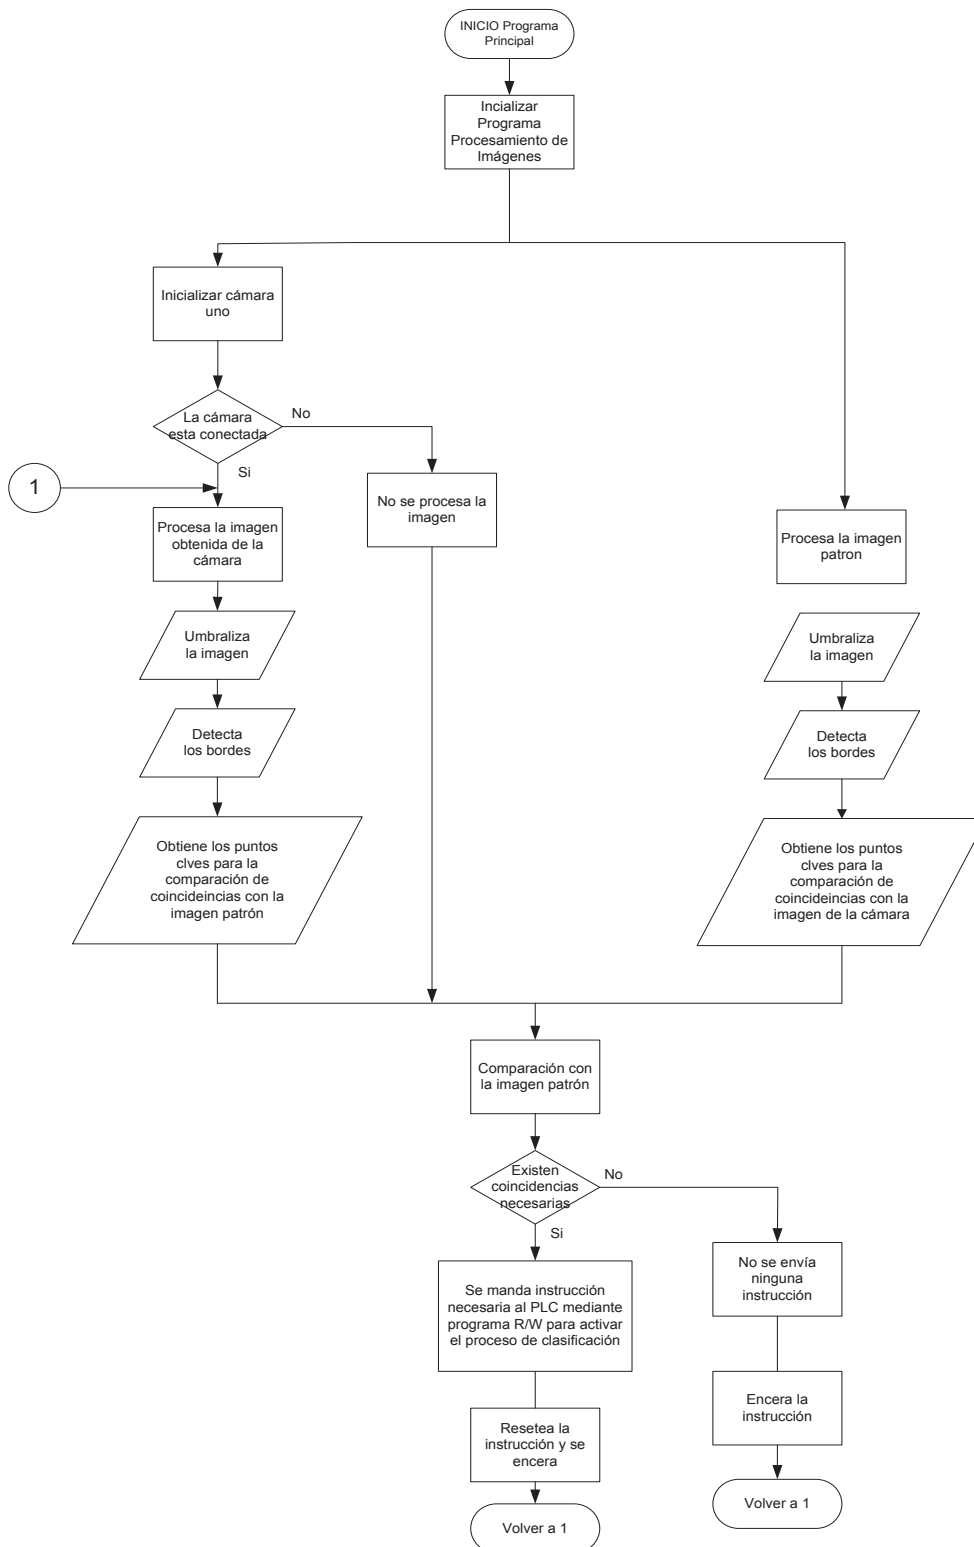 INICIO Programa
Principal
Incializar
Programa
Procesamiento de
Imágenes
Inicializar cámara
uno
La cámara
esta conectada
No
Si
1
No se procesa la
imagen
Procesa la imagen
obtenida de la
cámara
Procesa la imagen
patron
Umbraliza
la imagen
Umbraliza
la imagen
Detecta
los bordes
Detecta
los bordes
Obtiene los puntos
clves para la
comparación de
coincideincias con la
imagen patrón
Obtiene los puntos
clves para la
comparación de
coincideincias con la
imagen de la cámara
Comparación con
la imagen patrón
Existen
coincidencias
necesarias
No
Si
No se envía
ninguna
instrucción
Se manda instrucción
necesaria al PLC mediante
programa R/W para activar
el proceso de clasificación
Encera la
instrucción
Resetea la
instrucción y se
encera
Volver a 1
Volver a 1